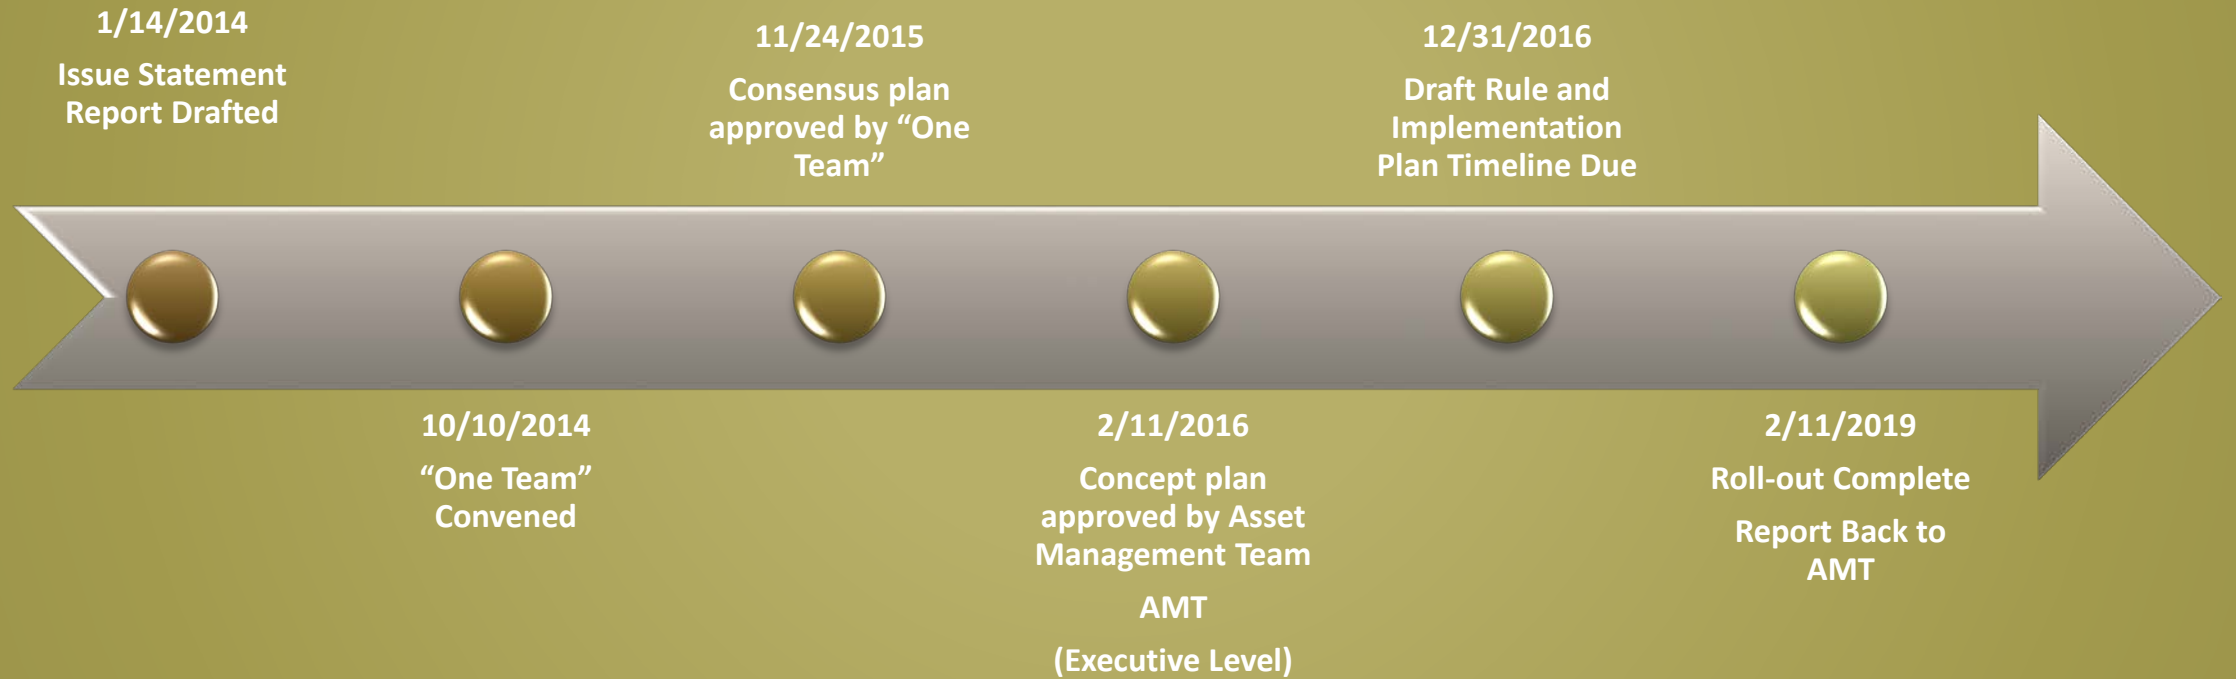 1/14/2014
Issue Statement
Report Drafted
10/10/2014
“One Team”
Convened
11/24/2015
Consensus plan
approved by “One
Team”
2/11/2016
Concept plan
approved by Asset
Management Team
AMT
(Executive Level)
12/31/2016
Draft Rule and
Implementation
Plan Timeline Due
2/11/2019
Roll-out Complete
Report Back to
AMT